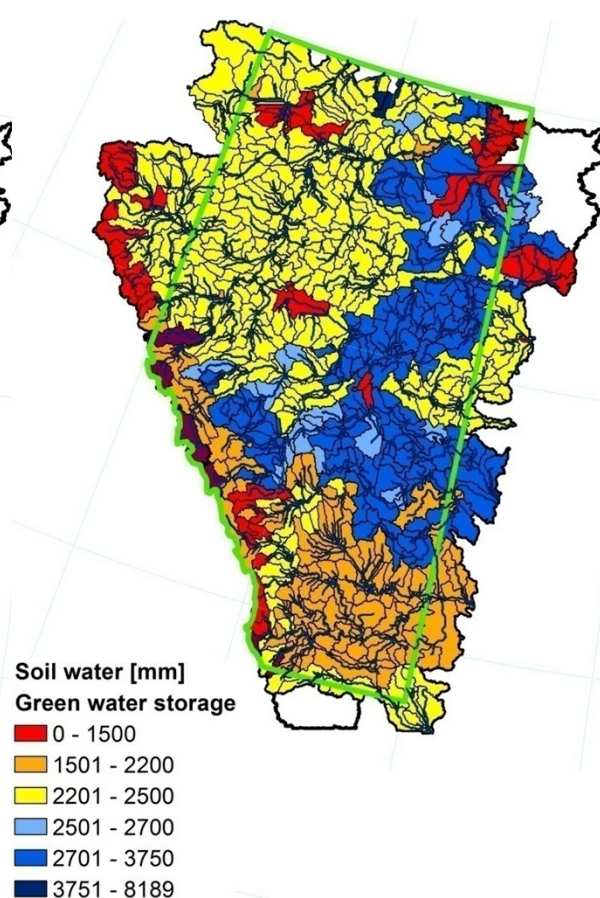 Soil water [mm]
Green water storage
0 - 1500
1501 - 2200
2201 - 2500
2501 - 2700
2701 - 3750
3751 - 8189